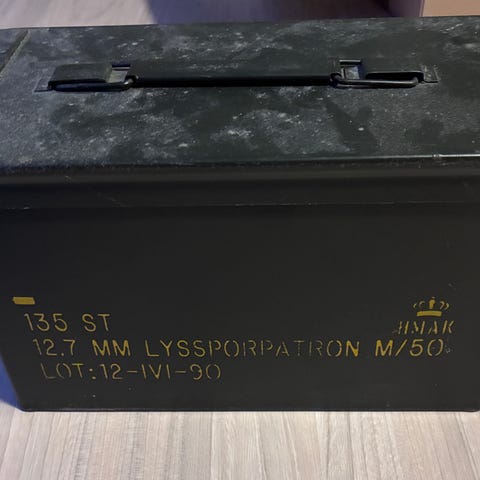 HMAK
135 ST
12,7 MM LYSSPORPATRON M/50
LOT:12-IVI-90